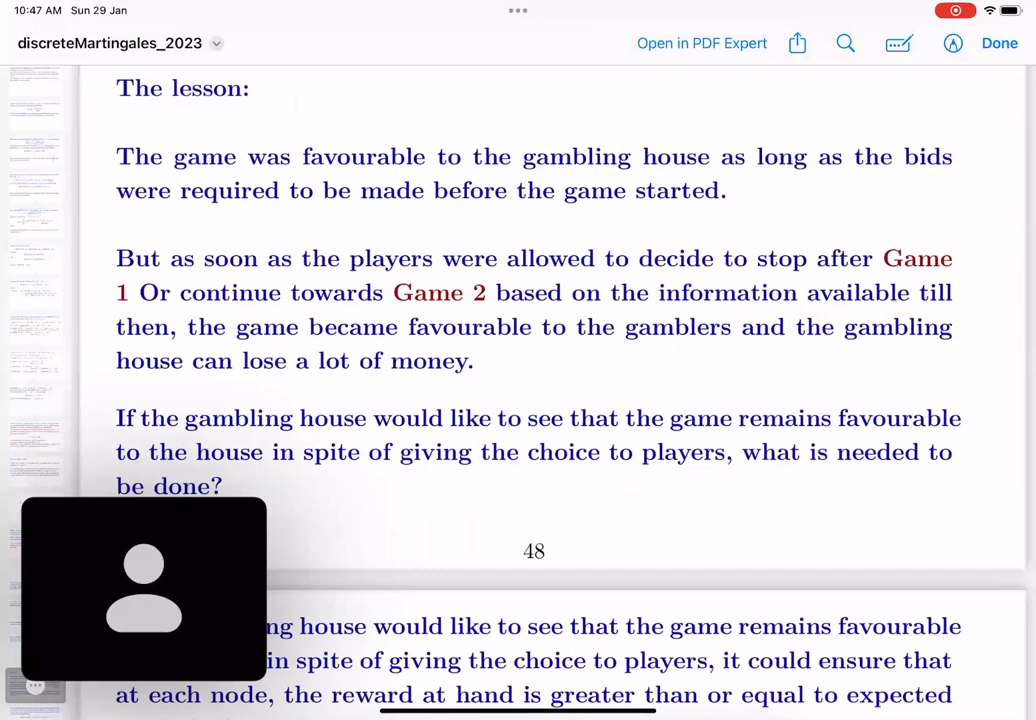 10:47 AM Sun 29 Jan
discreteMartingales_2023
Open in PDF Expert
Done
The lesson:
The game was favourable to the gambling house as long as the bids
were required to be made before the game started.
But as soon as the players were allowed to decide to stop after Game
1 Or continue towards Game 2 based on the information available till
then, the game became favourable to the gamblers and the gambling
house can lose a lot of money.
If the gambling house would like to see that the game remains favourable
to the house in spite of giving the choice to players, what is needed to
be done?
48
house would like to see that the game remains favourable
in spite of giving the choice to players, it could ensure that
at each node, the reward at hand is greater than or equal to expected